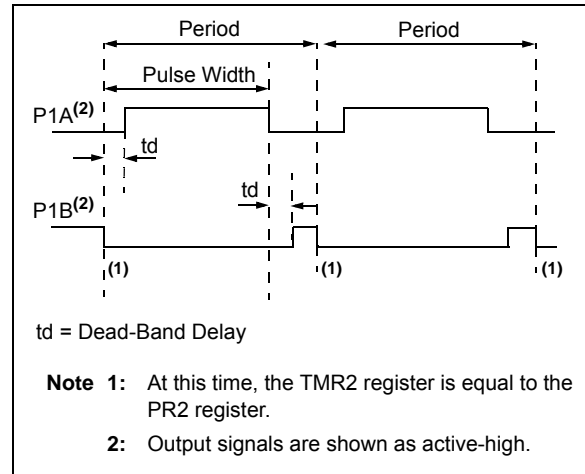 Period Period
Pulse Width
P1A(2)
td
td
P1B(2)
(1) (1) (1)
td = Dead-Band Delay
Note 1: At this time, the TMR2 register is equal to the
PR2 register.
2: Output signals are shown as active-high.